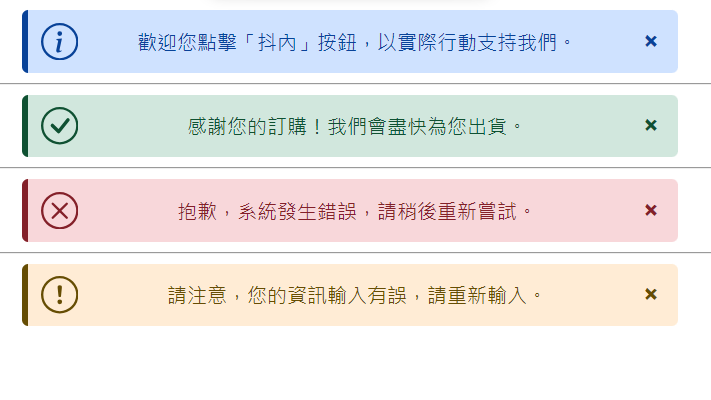 歡迎您點擊「抖內」按鈕，以實際行動支持我們。
感謝您的訂購！我們會盡快為您出貨。
抱歉，系統發生錯誤，請稍後重新嘗試。
請注意，您的資訊輸入有誤，請重新輸入。